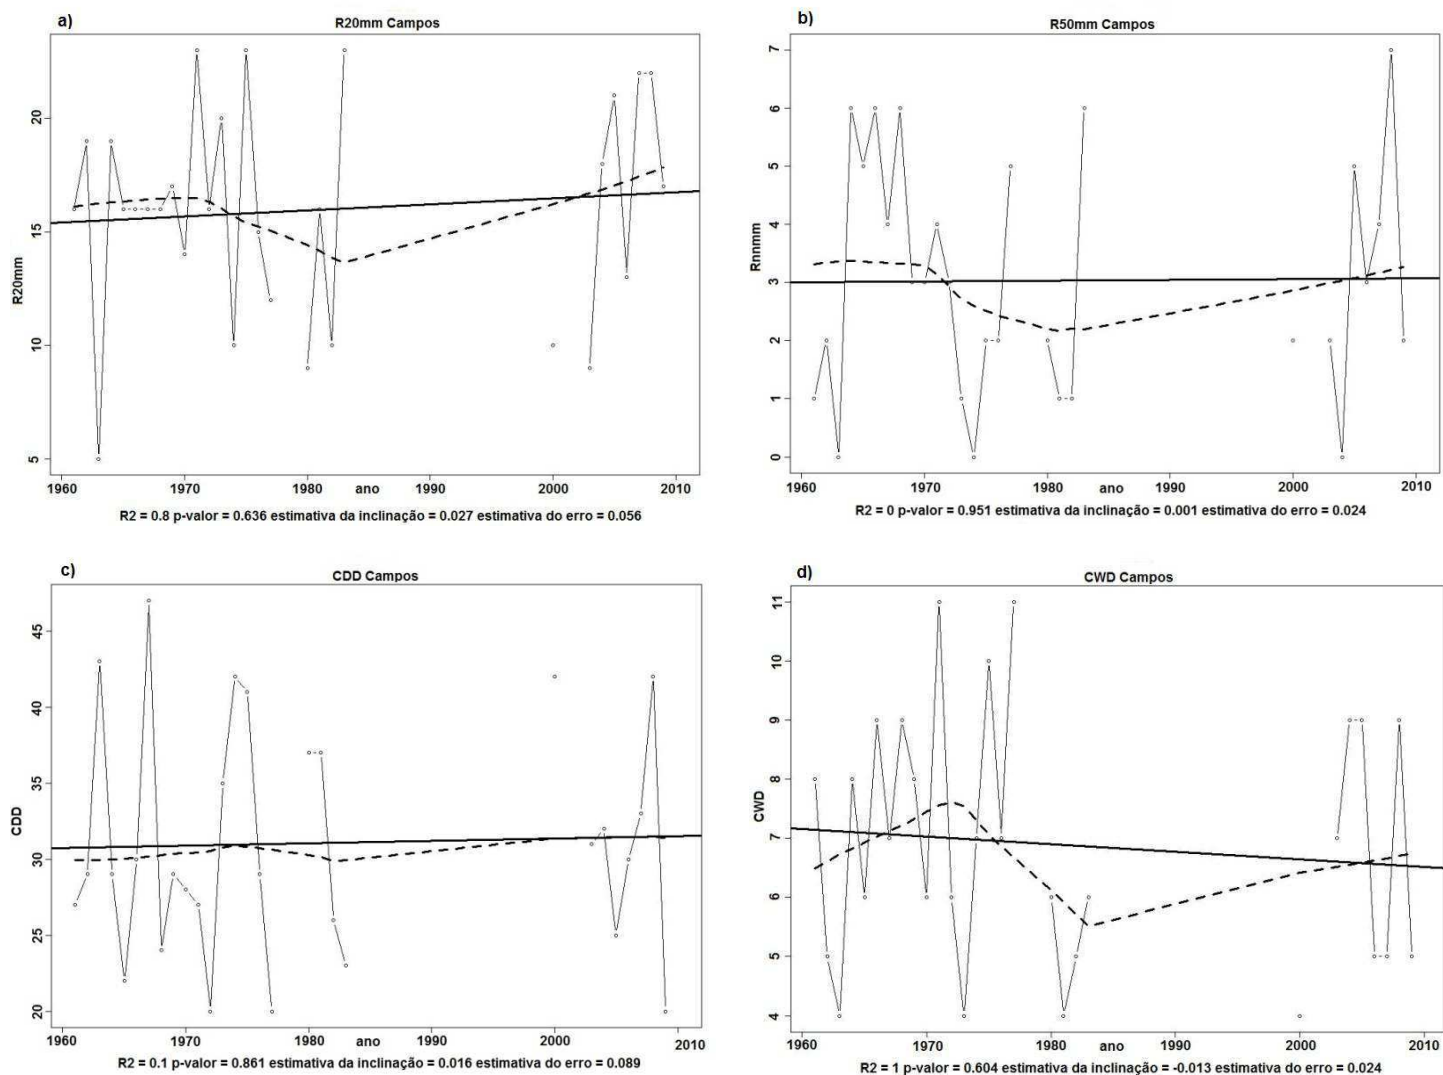 a)
R20mm Campos
R20mm
20
15
10
5
1960 1970 1980 ano 1990 2000 2010
R2 = 0.8 p-valor = 0.636 estimativa da inclinação = 0.027 estimativa do erro = 0.056
b)
R50mm Campos
Rnnmm
7
6
5
4
3
2
1
0
1960 1970 1980 ano 1990 2000 2010
R2 = 0 p-valor = 0.951 estimativa da inclinação = 0.001 estimativa do erro = 0.024
c)
CDD Campos
CDD
45
40
35
30
25
20
1960 1970 1980 ano 1990 2000 2010
R2 = 0.1 p-valor = 0.861 estimativa da inclinação = 0.016 estimativa do erro = 0.089
d)
CWD Campos
CWD
11
10
9
8
7
6
5
4
1960 1970 1980 ano 1990 2000 2010
R2 = 1 p-valor = 0.604 estimativa da inclinação = -0.013 estimativa do erro = 0.024